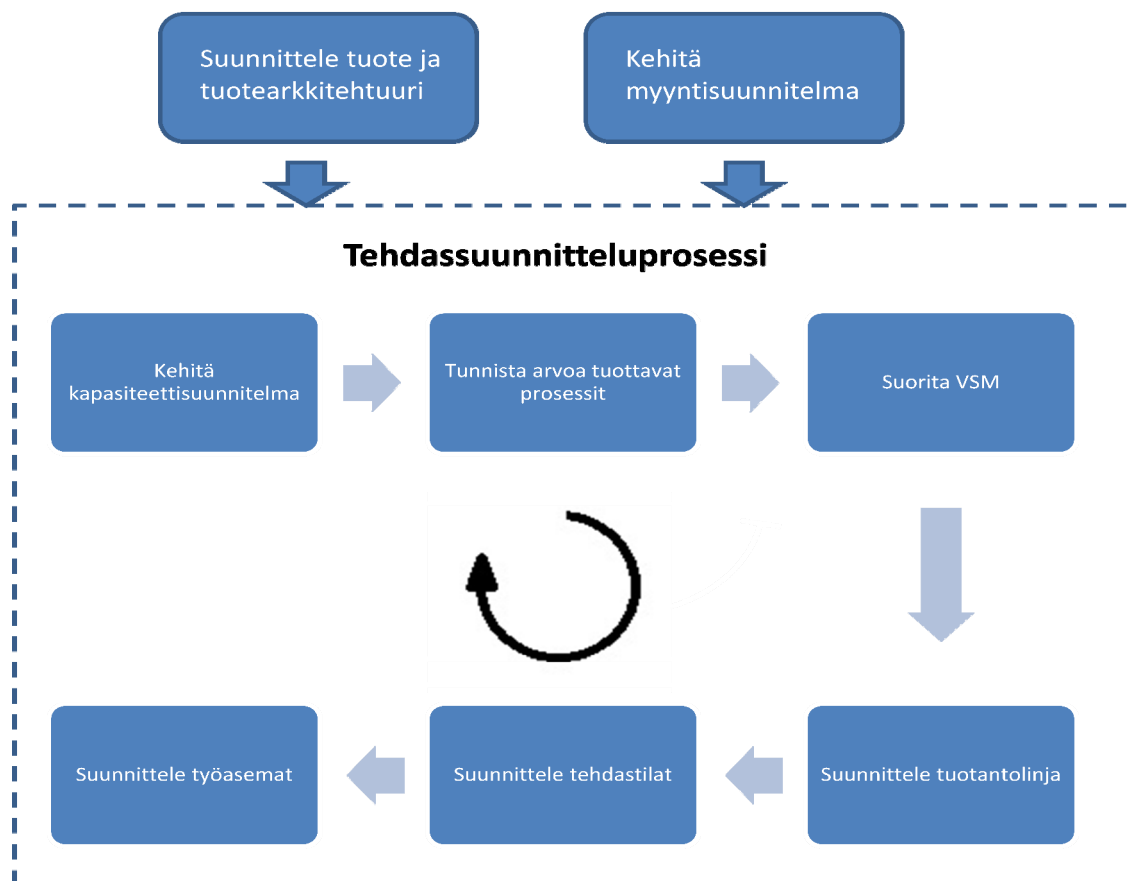 Suunnittele tuote ja
tuotearkkitehtuuri
Kehitä
myyntisuunnitelma
Tehdassuunnitteluprosessi
Kehitä
kapasiteettisuunnitelma
Tunnista arvoa tuottavat
prosessit
Suorita VSM
Suunnittele työasemat
Suunnittele tehdastilat
Suunnittele tuotantolinja